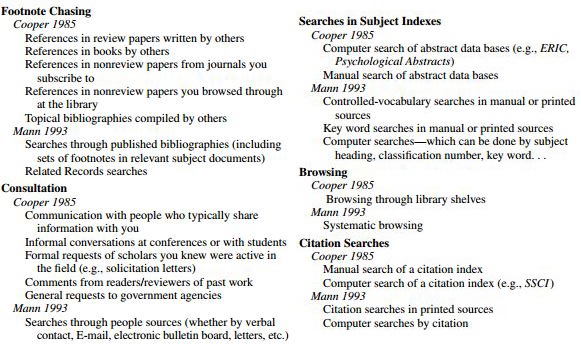 Footnote Chasing
Cooper 1985
References in review papers written by others
References in books by others
References in nonreview papers from journals you
subscribe to
References in nonreview papers you browsed through
at the library
Topical bibliographies compiled by others
Mann 1993
Searches through published bibliographies (including
sets of footnotes in relevant subject documents)
Related Records searches
Consultation
Cooper 1985
Communication with people who typically share
information with you
Informal conversations at conferences or with students
Formal requests of scholars you knew were active in
the field (e.g., solicitation letters)
Comments from readers/reviewers of past work
General requests to government agencies
Mann 1993
Searches through people sources (whether by verbal
contact, E-mail, electronic bulletin board, letters, etc.)
Searches in Subject Indexes
Cooper 1985
Computer search of abstract data bases (e.g., ERIC,
Psychological Abstracts)
Manual search of abstract data bases
Mann 1993
Controlled-vocabulary searches in manual or printed
sources
Key word searches in manual or printed sources
Computer searches—which can be done by subject
heading, classification number, key word. . .
Browsing
Cooper 1985
Browsing through library shelves
Mann 1993
Systematic browsing
Citation Searches
Cooper 1985
Manual search of a citation index
Computer search of a citation index (e.g., SSCI)
Mann 1993
Citation searches in printed sources
Computer searches by citation